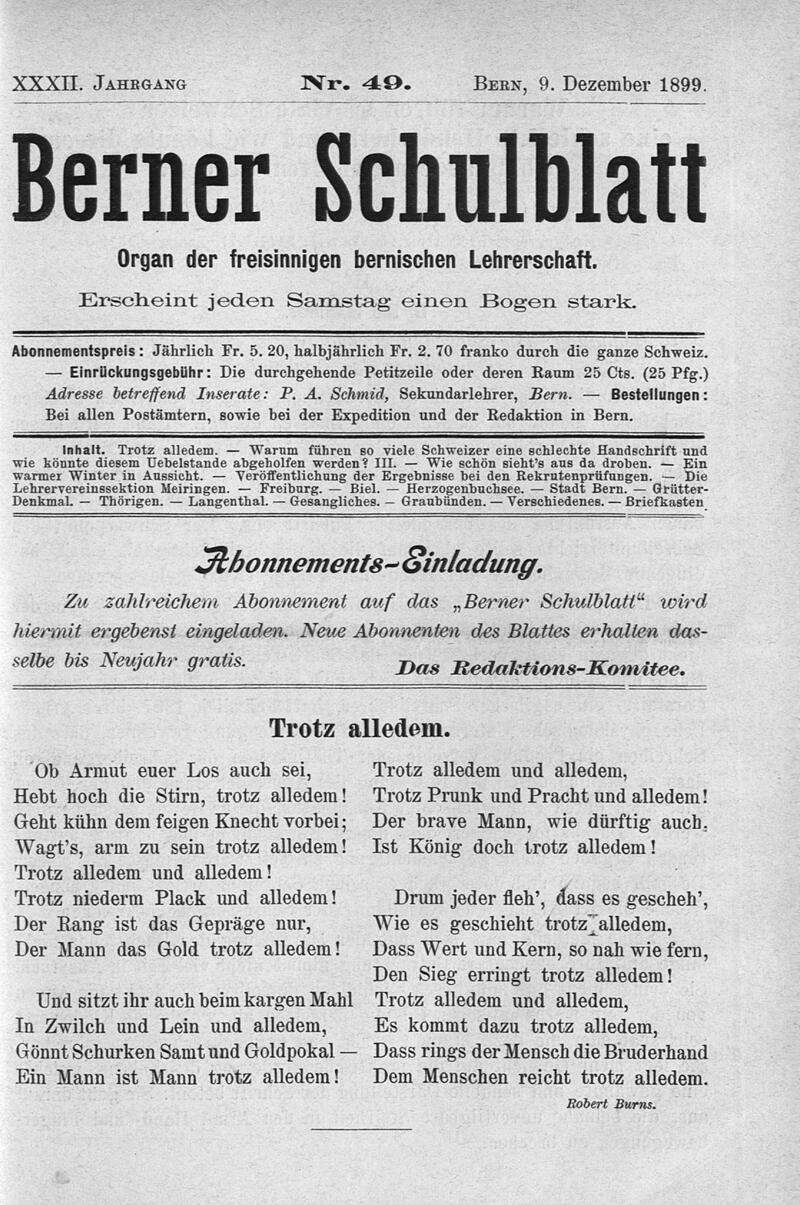 XXXII. Jahrgang Nr. 49. Bern, 9. Dezember 1899.
Berner Schulblatt
Organ der freisinnigen bernischen Lehrerschaft.
Erscheint jeden Samstag einen Bogen stark.
Abonnementspreis: Jährlich Fr. 5. 20, halbjährlich Fr. 2. 70 franko durch die ganze Schweiz.
— Einrückungsgebühr: Die durchgehende Petitzeile oder deren Raum 25 Cts. (25 Pfg.)
Adresse betreffend Inserate: P. A. Schmid, Sekundarlehrer, Bern. — Bestellungen:
Bei allen Postämtern, sowie bei der Expedition und der Redaktion in Bern.
Inhalt. Trotz alledem. — Warum führen so viele Schweizer eine schlechte Handschrift und
wie könnte diesem Uebelstande abgeholfen werden? III. — Wie schön sieht's aus da droben. — Ein
warmer Winter in Aussicht. — Veröffentlichung der Ergebnisse bei den Rekrutenprüfungen. — Die
Lehrervereinssektion Meiringen. — Freiburg. — Biel. — Herzogenbuchsee. — Stadt Bern. — Grütter-
Denkmal. — Thörigen. — Langenthal. — Gesangliches. — Graubünden. — Verschiedenes. — Briefkasten
Abonnements-Einladung.
Zu zahlreichem Abonnement auf das „Berner Schulblatt“ wird
hiermit ergebenst eingeladen. Neue Abonnenten des Blattes erhalten das-
selbe bis Neujahr gratis.
Das Redaktions-Komitee.
Trotz alledem.
Ob Armut euer Los auch sei,
Hebt hoch die Stirn, trotz alledem!
Geht kühn dem feigen Knecht vorbei;
Wagt's, arm zu sein trotz alledem!
Trotz alledem und alledem!
Trotz niederm Plack und alledem!
Der Rang ist das Gepräge nur,
Der Mann das Gold trotz alledem!
Und sitzt ihr auch beim kargen Mahl
In Zwilch und Lein und alledem,
Gönnt Schurken Samt und Goldpokal —
Ein Mann ist Mann trotz alledem!
Trotz alledem und alledem,
Trotz Prunk und Pracht und alledem!
Der brave Mann, wie dürftig auch,
Ist König doch trotz alledem!
Drum jeder fleh', dass es gescheh',
Wie es geschieht trotz alledem,
Dass Wert und Kern, so nah wie fern,
Den Sieg erringt trotz alledem!
Trotz alledem und alledem,
Es kommt dazu trotz alledem,
Dass rings der Mensch die Bruderhand
Dem Menschen reicht trotz alledem.
Robert Burns.